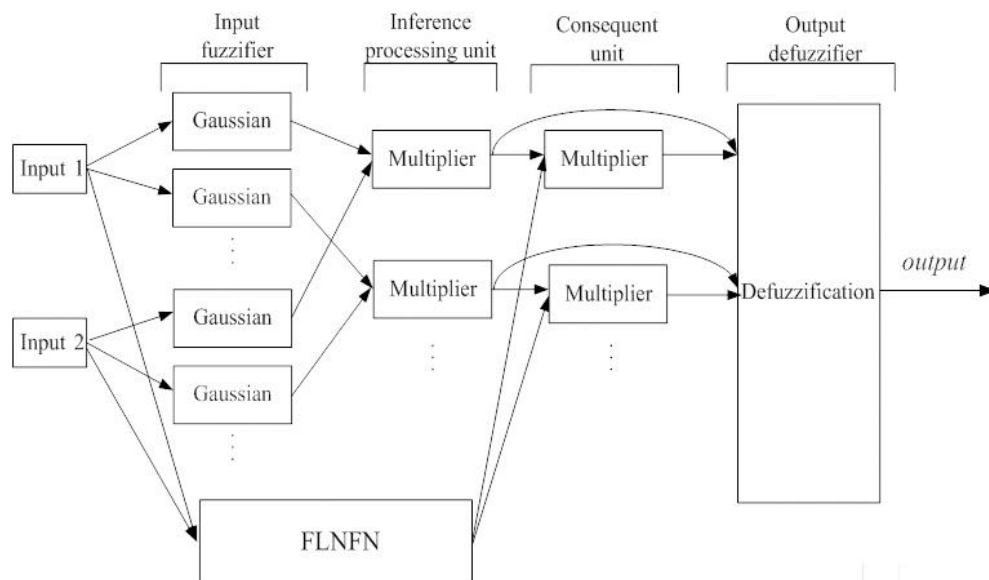 Input
fuzzifier
Inference
processing unit
Consequent
unit
Output
defuzzifier
Input 1
Input 2
Gaussian
Gaussian
Gaussian
Gaussian
Multiplier
Multiplier
Multiplier
Multiplier
Defuzzification
output
FLNFN